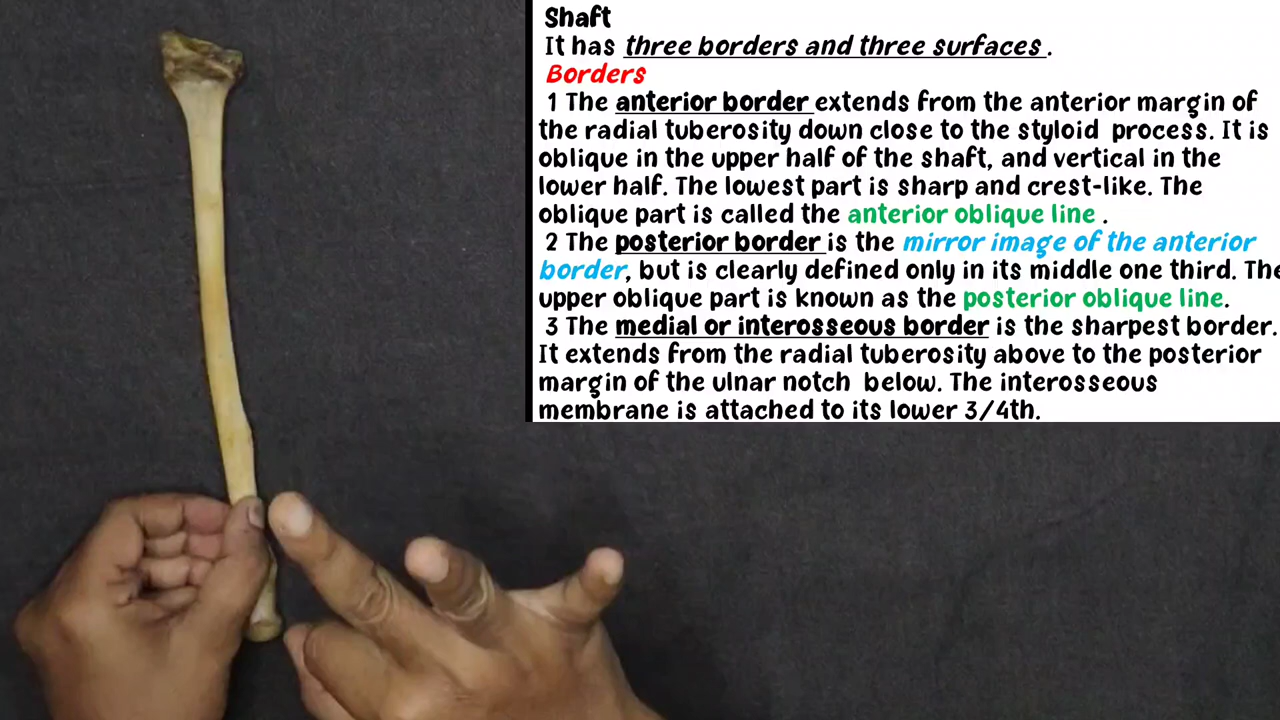 Shaft
It has three borders and three surfaces .
Borders
1 The anterior border extends from the anterior margin of
the radial tuberosity down close to the styloid process. It is
oblique in the upper half of the shaft, and vertical in the
lower half. The lowest part is sharp and crest-like. The
oblique part is called the anterior oblique line .
2 The posterior border is the mirror image of the anterior
border, but is clearly defined only in its middle one third. The
upper oblique part is known as the posterior oblique line.
3 The medial or interosseous border is the sharpest border.
It extends from the radial tuberosity above to the posterior
margin of the ulnar notch below. The interosseous
membrane is attached to its lower 3/4th.